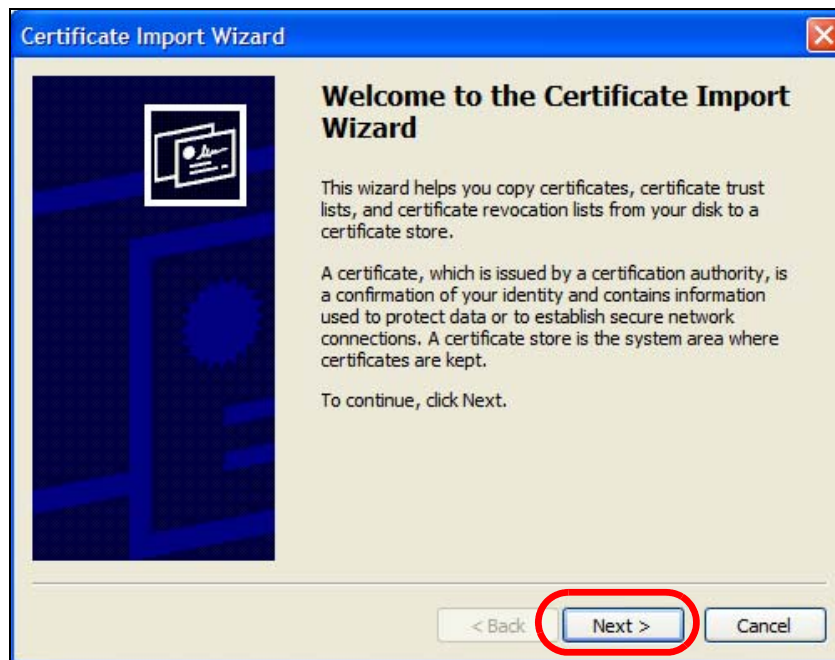 Certificate Import Wizard
Welcome to the Certificate Import
Wizard
This wizard helps you copy certificates, certificate trust
lists, and certificate revocation lists from your disk to a
certificate store.
A certificate, which is issued by a certification authority, is
a confirmation of your identity and contains information
used to protect data or to establish secure network
connections. A certificate store is the system area where
certificates are kept.
To continue, click Next.
< Back Next > Cancel